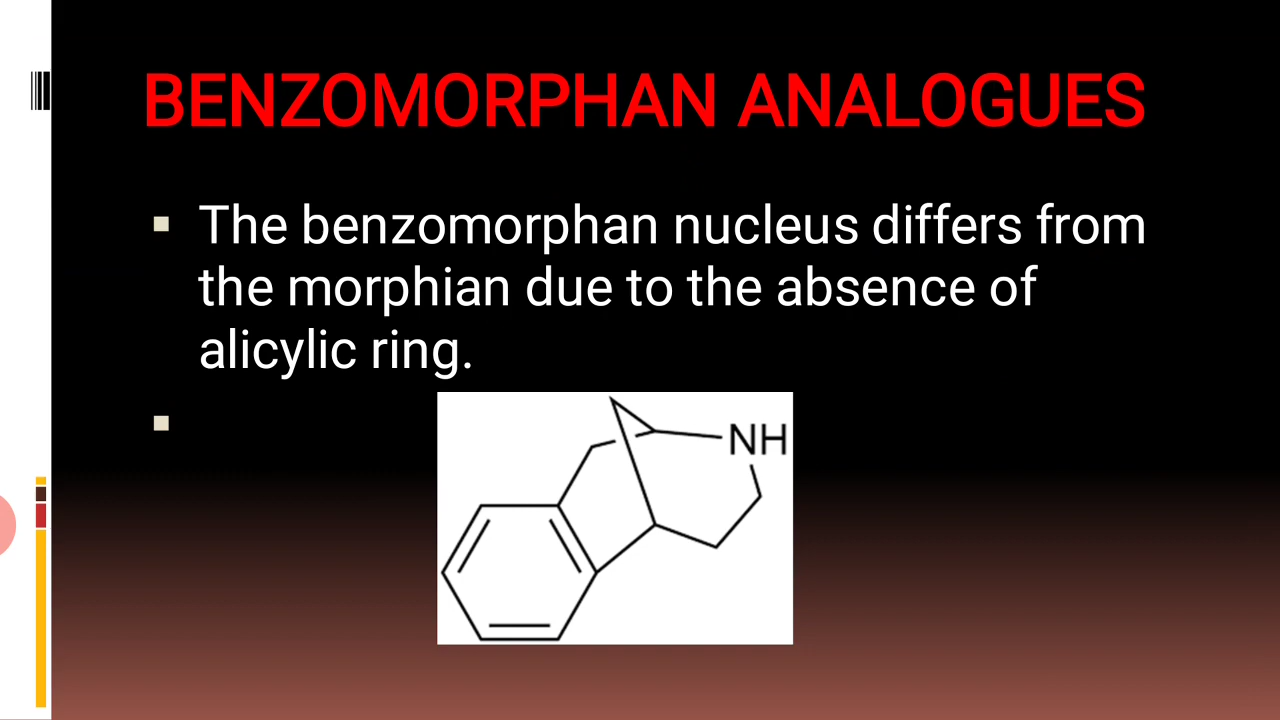 BENZOMORPHAN ANALOGUES
The benzomorphan nucleus differs from
the morphian due to the absence of
alicylic ring.
NH